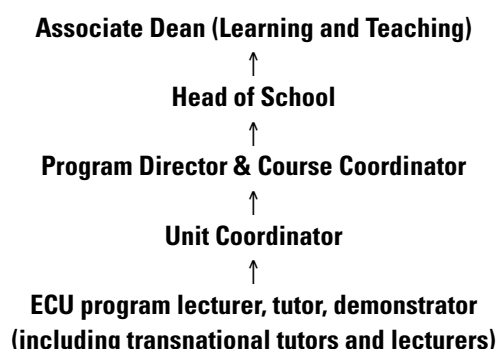 Associate Dean (Learning and Teaching)
↑
Head of School
↑
Program Director & Course Coordinator
↑
Unit Coordinator
↑
ECU program lecturer, tutor, demonstrator
(including transnational tutors and lecturers)